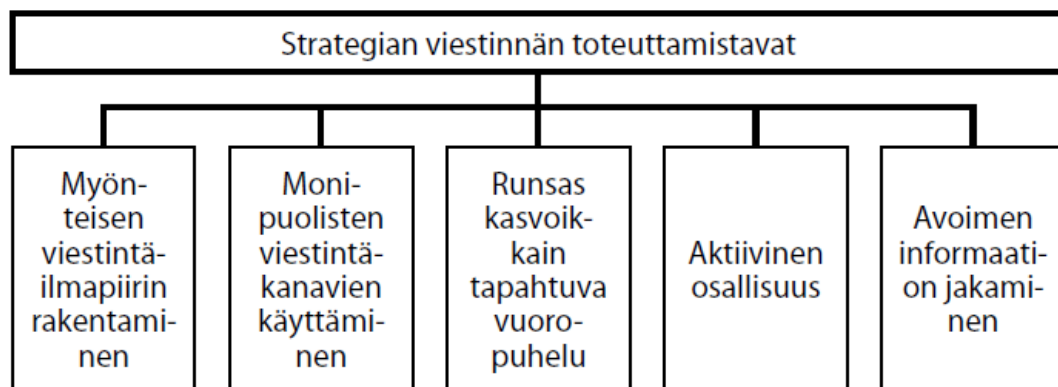 Strategian viestinnän toteuttamistavat
Myön-
teisen
viestintä-
ilmapiirin
rakentami-
nen
Moni-
puolisten
viestintä-
kanavien
käyttämi-
nen
Runsas
kasvoik-
kain
tapahtuva
vuoro-
puhelu
Aktiivinen
osallisuus
Avoimen
informaati-
on jakami-
nen